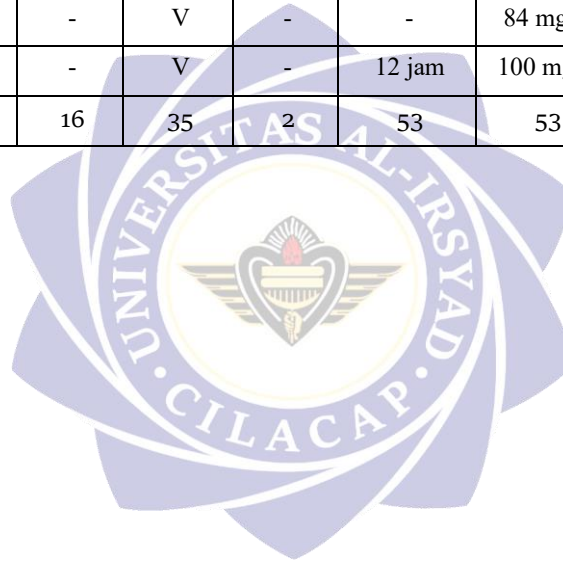 - V - - 84 mg
- V - 12 jam 100 m
16 35 2 53 53
UNIVERSITAS AL-IRSYAD
CILACAP